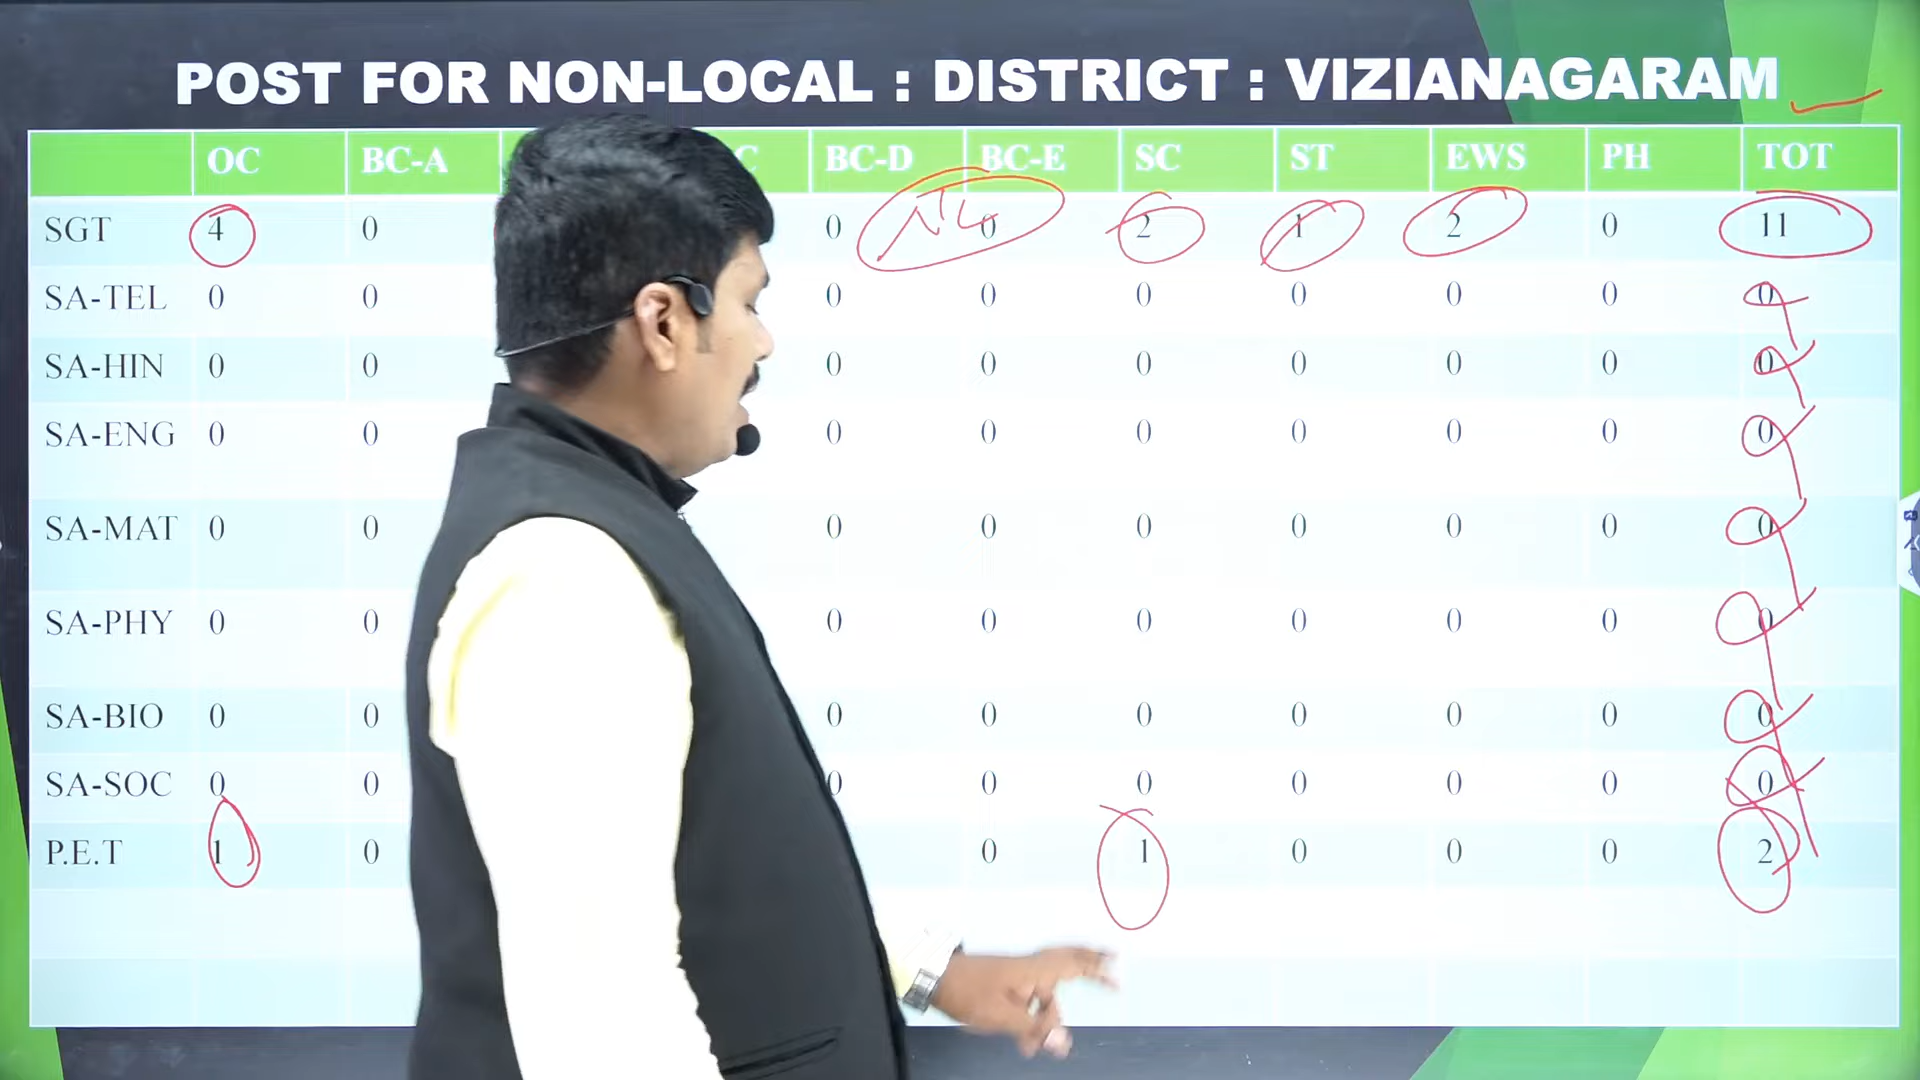 POST FOR NON-LOCAL : DISTRICT : VIZIANAGARAM
OC BC-A C BC-D BC-E SC ST EWS PH TOT
SGT 4 0 0 0 2 1 2 0 11
NL
SA-TEL 0 0 0 0 0 0 0 0 0
SA-HIN 0 0 0 0 0 0 0 0 0
SA-ENG 0 0 0 0 0 0 0 0 0
SA-MAT 0 0 0 0 0 0 0 0 0
SA-PHY 0 0 0 0 0 0 0 0 0
SA-BIO 0 0 0 0 0 0 0 0 0
SA-SOC 0 0 0 0 0 0 0 0 0
P.E.T 1 0 0 1 0 0 0 2